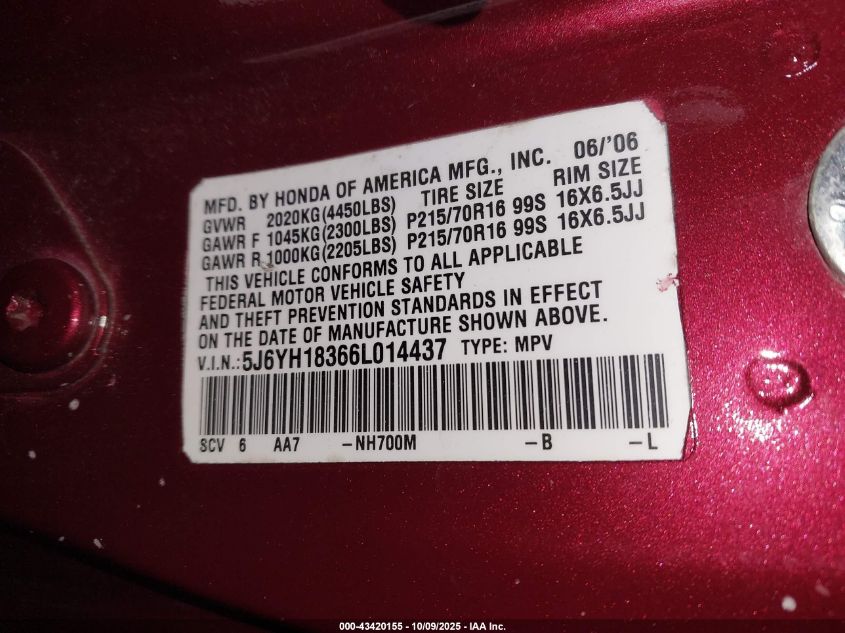 MFD. BY HONDA OF AMERICA MFG., INC. 06/'06
GVWR 2020KG(4450LBS) TIRE SIZE RIM SIZE
GAWR F 1045KG(2300LBS) P215/70R16 99S 16X6.5JJ
GAWR R 1000KG(2205LBS) P215/70R16 99S 16X6.5JJ
THIS VEHICLE CONFORMS TO ALL APPLICABLE
FEDERAL MOTOR VEHICLE SAFETY
AND THEFT PREVENTION STANDARDS IN EFFECT
ON THE DATE OF MANUFACTURE SHOWN ABOVE.
V.I.N.:5J6YH18366L014437 TYPE: MPV
SCV 6 AA7 -NH700M -B -L
000-43420155 - 10/09/2025 - IAA Inc.